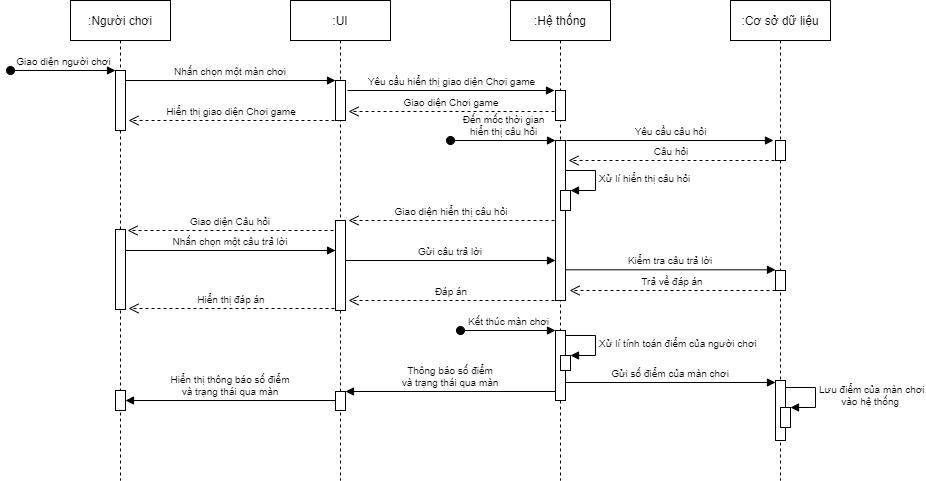 :Người chơi
:UI
:Hệ thống
:Cơ sở dữ liệu
Giao diện người chơi
Nhấn chọn một màn chơi
Yêu cầu hiển thị giao diện Chơi game
Giao diện Chơi game
Hiển thị giao diện Chơi game
Đến mốc thời gian
hiển thị câu hỏi
Yêu cầu câu hỏi
Câu hỏi
Xử lí hiển thị câu hỏi
Giao diện hiển thị câu hỏi
Giao diện Câu hỏi
Nhấn chọn một câu trả lời
Gửi câu trả lời
Kiểm tra câu trả lời
Trả về đáp án
Đáp án
Hiển thị đáp án
Kết thúc màn chơi
Xử lí tính toán điểm của người chơi
Thông báo số điểm
và trạng thái qua màn
Gửi số điểm của màn chơi
Hiển thị thông báo số điểm
và trạng thái qua màn
Lưu điểm của màn chơi
vào hệ thống